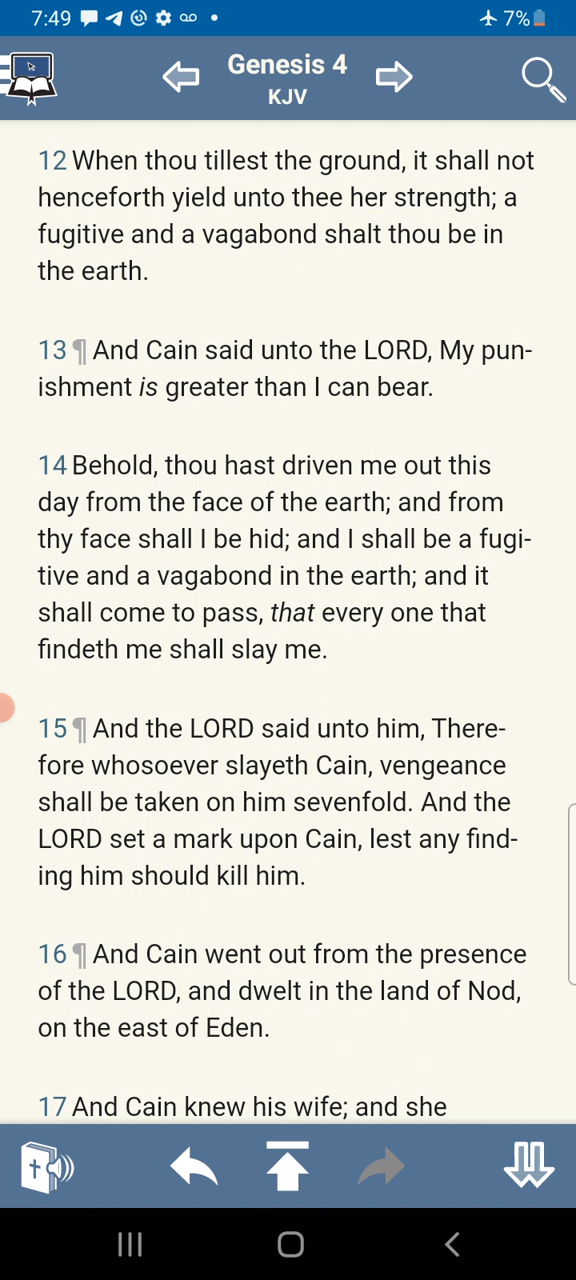 7:49
7%
Genesis 4
KJV
12 When thou tillest the ground, it shall not
henceforth yield unto thee her strength; a
fugitive and a vagabond shalt thou be in
the earth.
13 ¶ And Cain said unto the LORD, My pun-
ishment is greater than I can bear.
14 Behold, thou hast driven me out this
day from the face of the earth; and from
thy face shall I be hid; and I shall be a fugi-
tive and a vagabond in the earth; and it
shall come to pass, that every one that
findeth me shall slay me.
15 ¶ And the LORD said unto him, There-
fore whosoever slayeth Cain, vengeance
shall be taken on him sevenfold. And the
LORD set a mark upon Cain, lest any find-
ing him should kill him.
16 ¶ And Cain went out from the presence
of the LORD, and dwelt in the land of Nod,
on the east of Eden.
17 And Cain knew his wife; and she